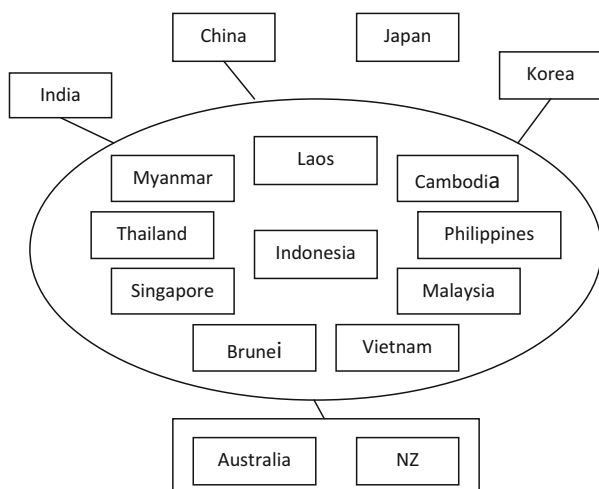 China
Japan
Korea
India
Laos
Myanmar
Cambodia
Thailand
Philippines
Indonesia
Singapore
Malaysia
Brunei
Vietnam
Australia
NZ